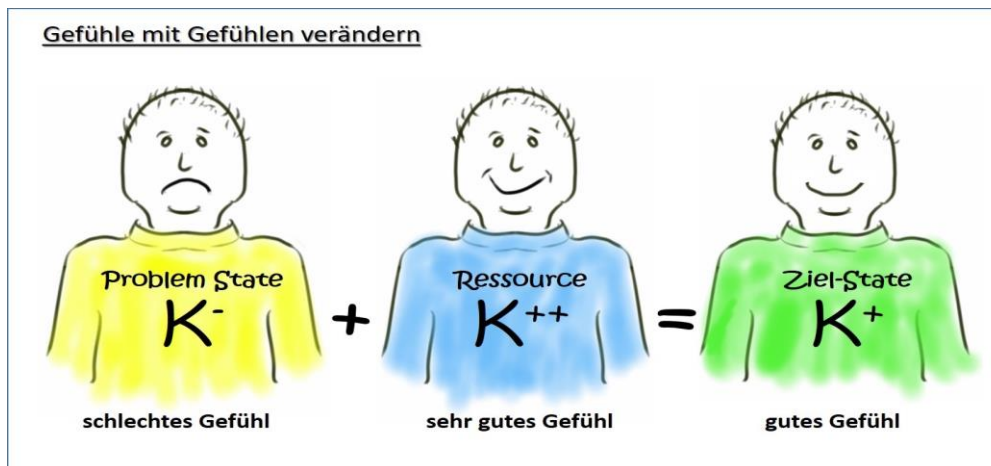 Gefühle mit Gefühlen verändern
Problem State
K-
+
Ressource
K++
=
Ziel-State
K+
schlechtes Gefühl
sehr gutes Gefühl
gutes Gefühl